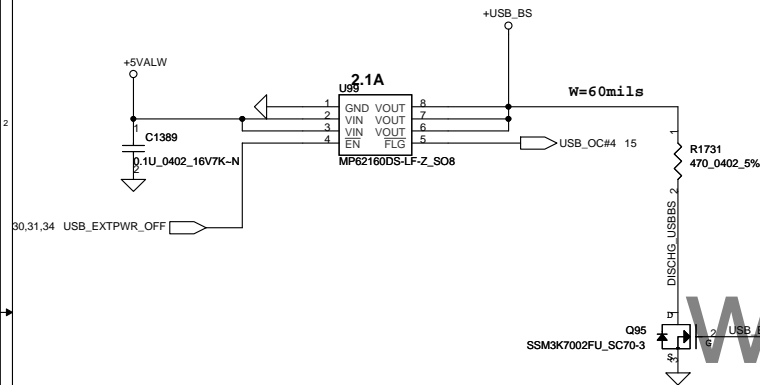 +USB_BS
+5VALW
2.1A
U99
W=60mils
1 GND VOUT 8
2 VIN VOUT 7
3 VIN VOUT 6
4 EN FLG 5
MP62160DS-LF-Z_SO8
USB_OC#4 15
2
1
C1389
0.1U_0402_16V7K~N
2
1
R1731
470_0402_5%
2
30,31,34 USB_EXTPWR_OFF
DISCHG_USBBS
D
Q95
SSM3K7002FU_SC70-3
2
G
S
3